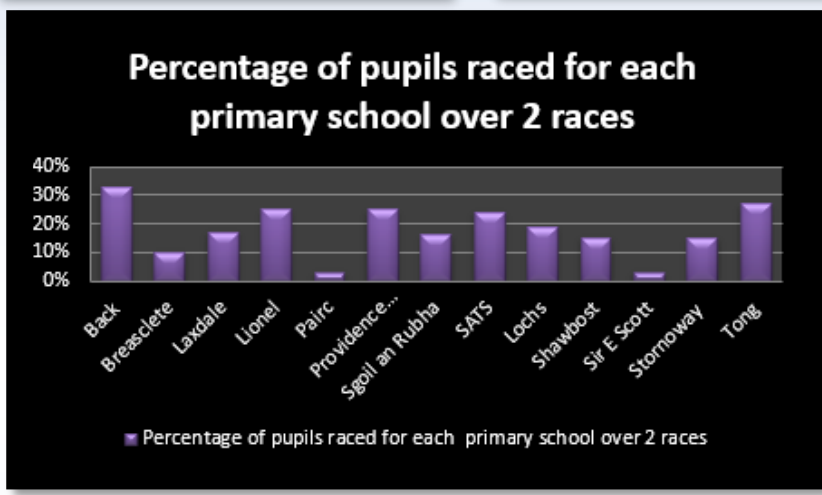 Percentage of pupils raced for each
primary school over 2 races
40%
30%
20%
10%
0%
Back
Breasclete
Laxdale
Lionel
Pairc
Providence...
Sgoil an Rubha
SATS
Lochs
Shawbost
Sir E Scott
Stornoway
Tong
Percentage of pupils raced for each  primary school over 2 races